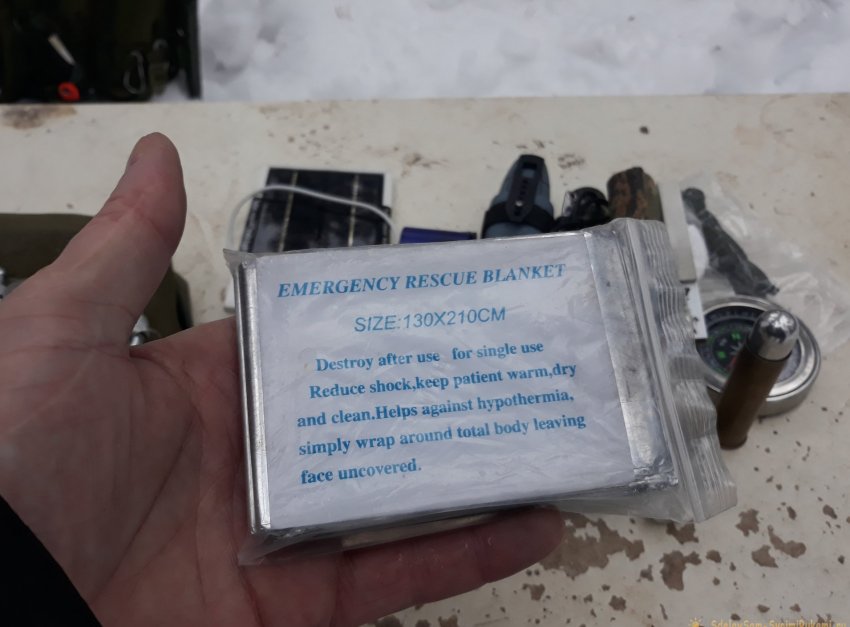 EMERGENCY RESCUE BLANKET
SIZE:130X210CM
Destroy after use for single use
Reduce shock,keep patient warm,dry
and clean.Helps against hypothermia,
simply wrap around total body leaving
face uncovered.